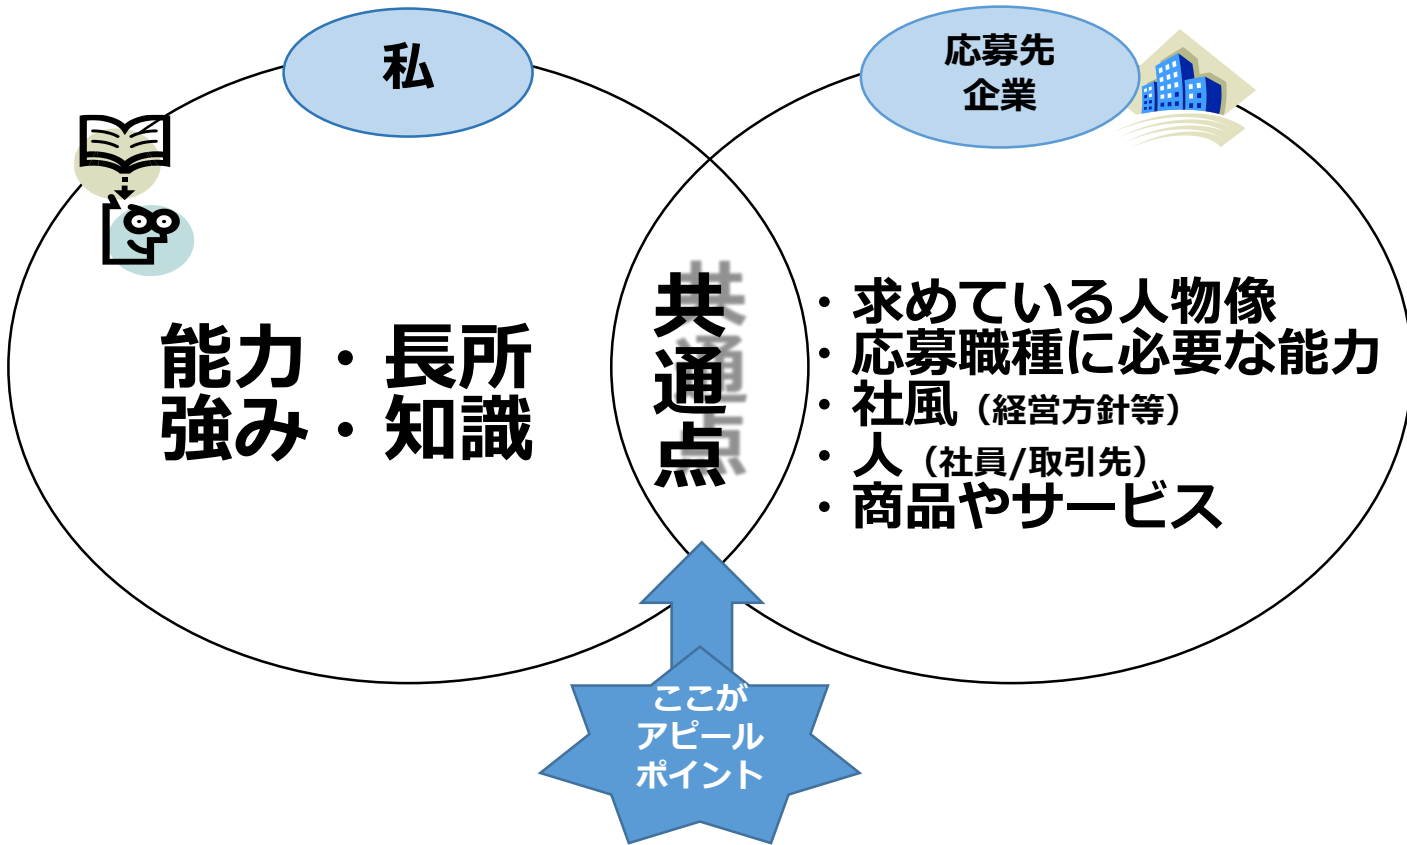 私
応募先
企業
能力・長所
強み・知識
共通点
・求めている人物像
・応募職種に必要な能力
・社風（経営方針等）
・人（社員/取引先）
・商品やサービス
ここが
アピール
ポイント